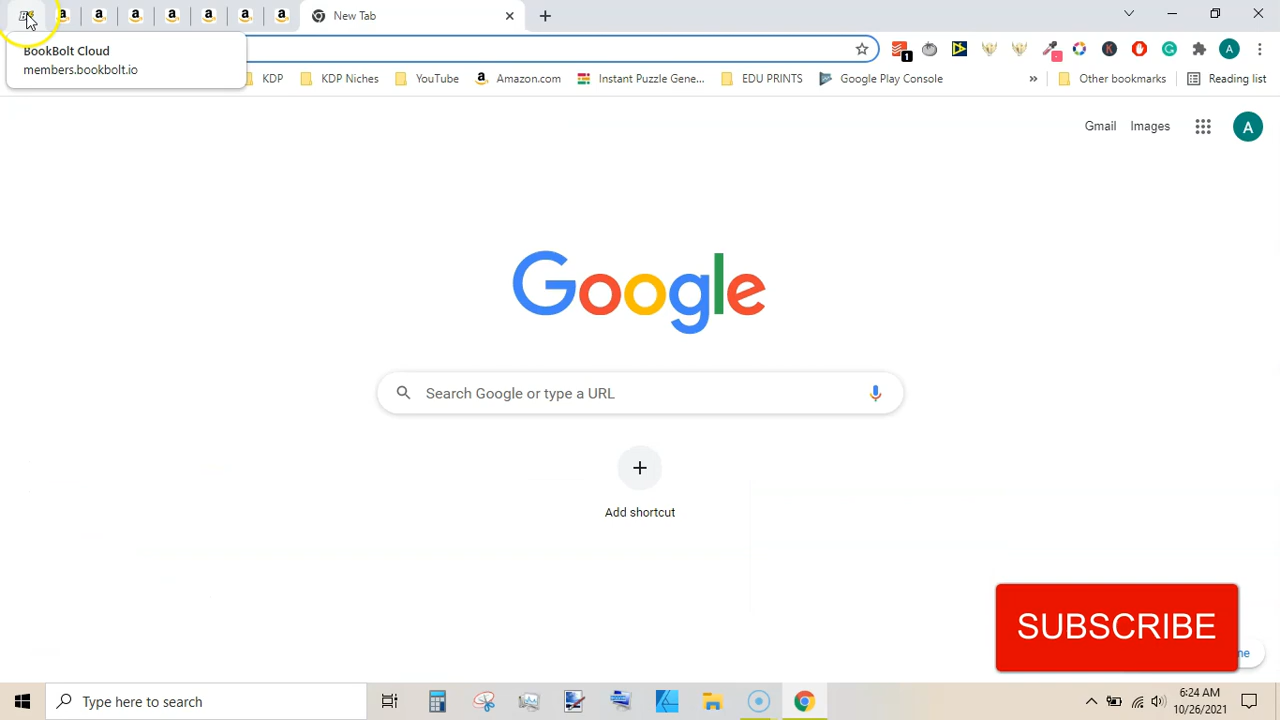 New Tab
BookBolt Cloud
members.bookbolt.io
1
KDP
KDP Niches
YouTube
Amazon.com
Instant Puzzle Gene...
EDU PRINTS
Google Play Console
»
Other bookmarks
Reading list
A
Gmail
Images
A
Google
Search Google or type a URL
Add shortcut
SUBSCRIBE
Type here to search
6:24 AM
10/26/2021